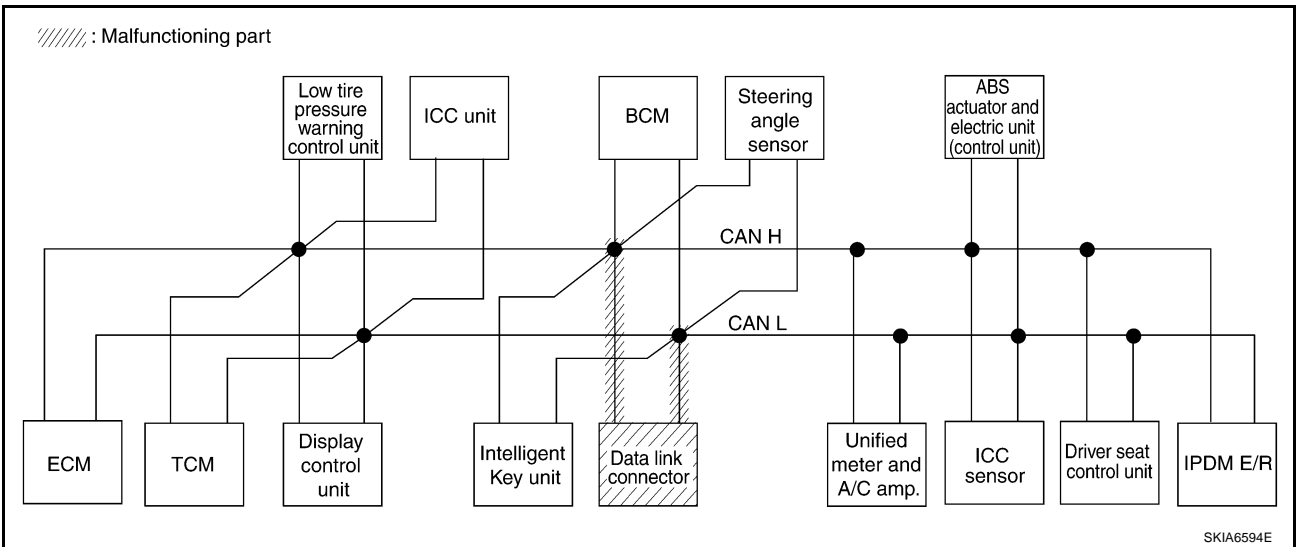 : Malfunctioning part
Low tire
pressure
warning
control unit
ICC unit
BCM
Steering
angle
sensor
ABS
actuator and
electric unit
(control unit)
CAN H
CAN L
ECM
TCM
Display
control
unit
Intelligent
Key unit
Data link
connector
Unified
meter and
A/C amp.
ICC
sensor
Driver seat
control unit
IPDM E/R
SKIA6594E